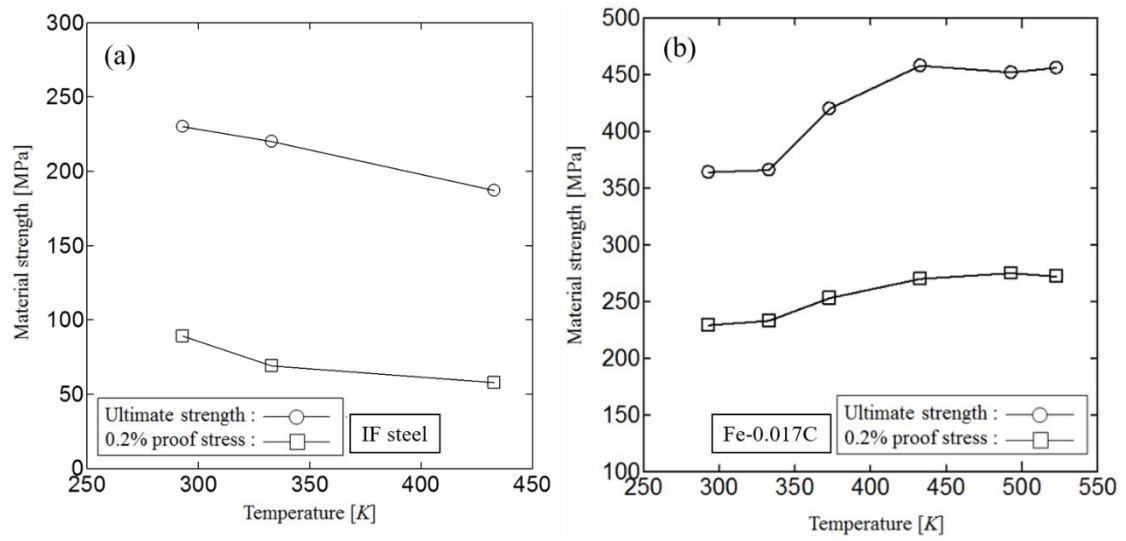 (a)
Material strength [MPa]
300
250
200
150
100
50
0
250
300
350
400
450
Temperature [K]
Ultimate strength :
0.2% proof stress :
IF steel
(b)
Material strength [MPa]
500
450
400
350
300
250
200
150
100
250
300
350
400
450
500
550
Temperature [K]
Fe-0.017C
Ultimate strength :
0.2% proof stress :